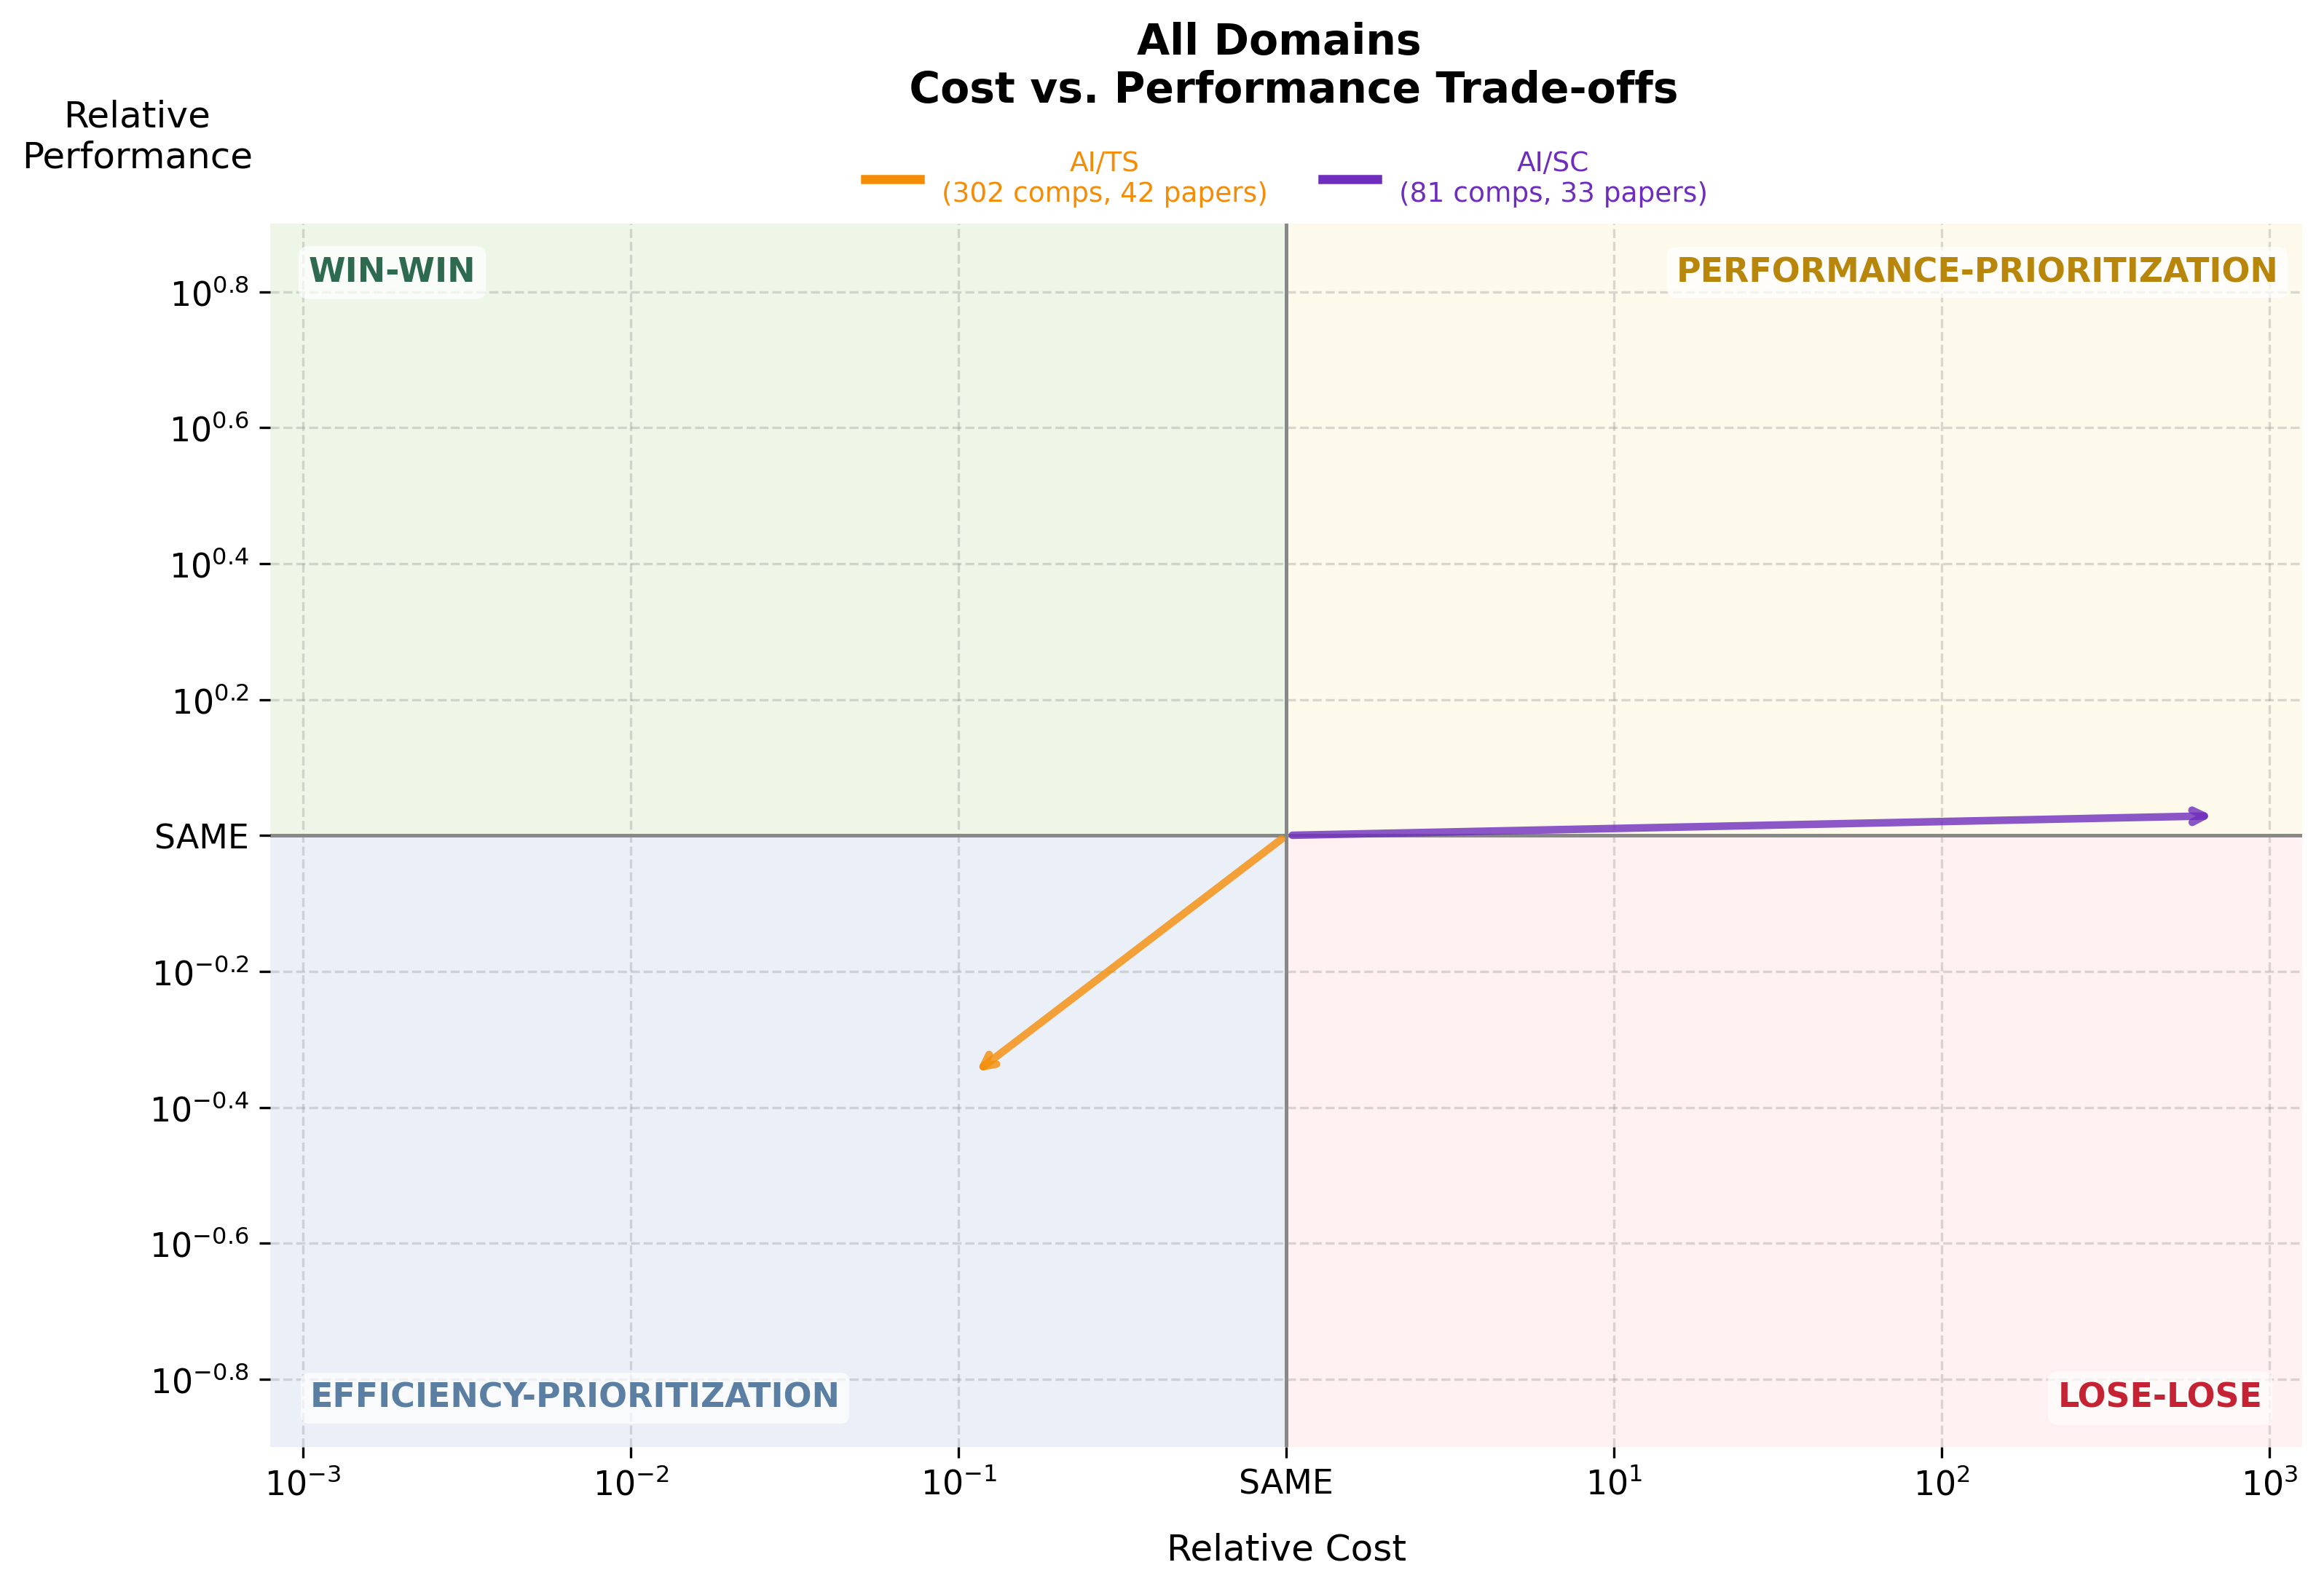 All Domains
Cost vs. Performance Trade-offs
Relative
Performance
AI/TS
(302 comps, 42 papers)
AI/SC
(81 comps, 33 papers)
WIN-WIN
PERFORMANCE-PRIORITIZATION
10^0.8
10^0.6
10^0.4
10^0.2
SAME
10^−0.2
10^−0.4
10^−0.6
10^−0.8
EFFICIENCY-PRIORITIZATION
LOSE-LOSE
10^−3
10^−2
10^−1
SAME
10^1
10^2
10^3
Relative Cost